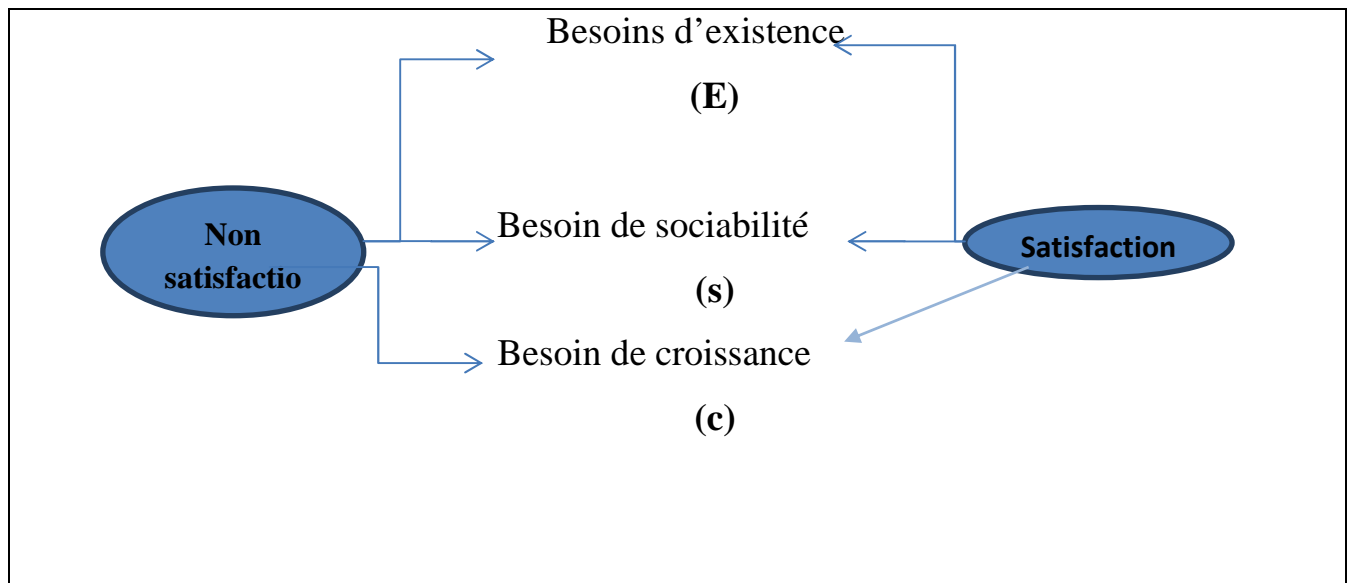 Besoins d’existence
(E)
Non
satisfactio
Besoin de sociabilité
(s)
Satisfaction
Besoin de croissance
(c)